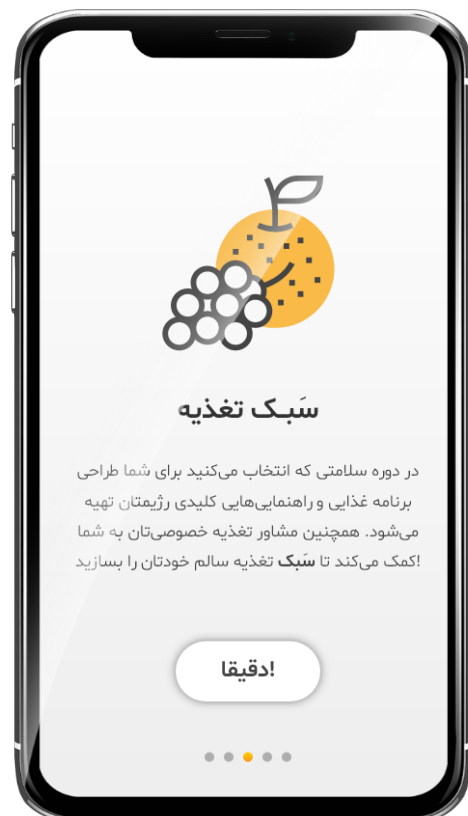 سَبـک تغذیه
در دوره سلامتی که انتخاب می‌کنید برای شما طراحی
برنامه غذایی و راهنمایی‌هایی کلیدی رژیمتان تهیه
می‌شود. همچنین مشاور تغذیه خصوصی‌تان به شما
کمک می‌کند تا سَبک تغذیه سالم خودتان را بسازید!
دقیقا!